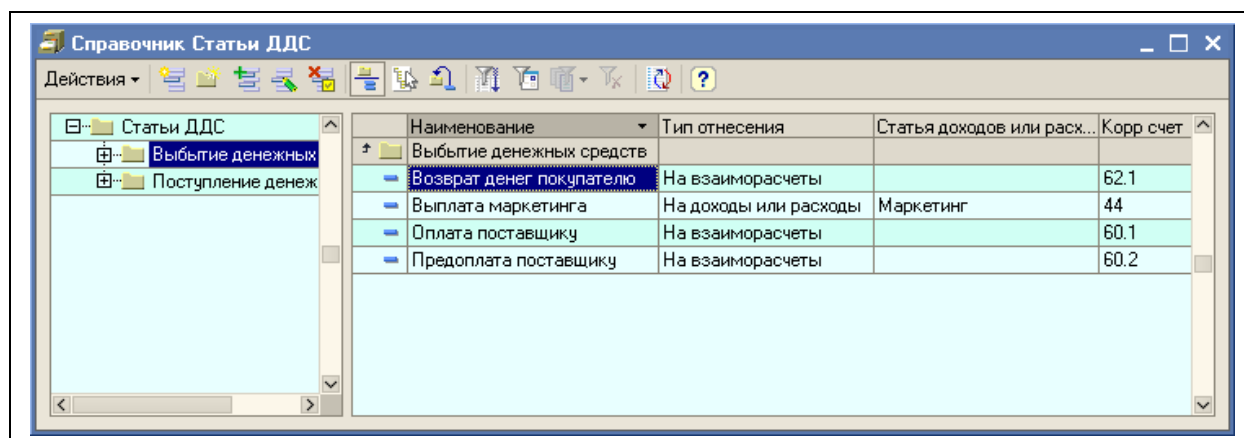 Справочник Статьи ДДС
Действия
Статьи ДДС
Выбытие денежных
Поступление денеж
Наименование Тип отнесения Статья доходов или расх... Корр счет
Выбытие денежных средств
Возврат денег покупателю На взаиморасчеты 62.1
Выплата маркетинга На доходы или расходы Маркетинг 44
Оплата поставщику На взаиморасчеты 60.1
Предоплата поставщику На взаиморасчеты 60.2